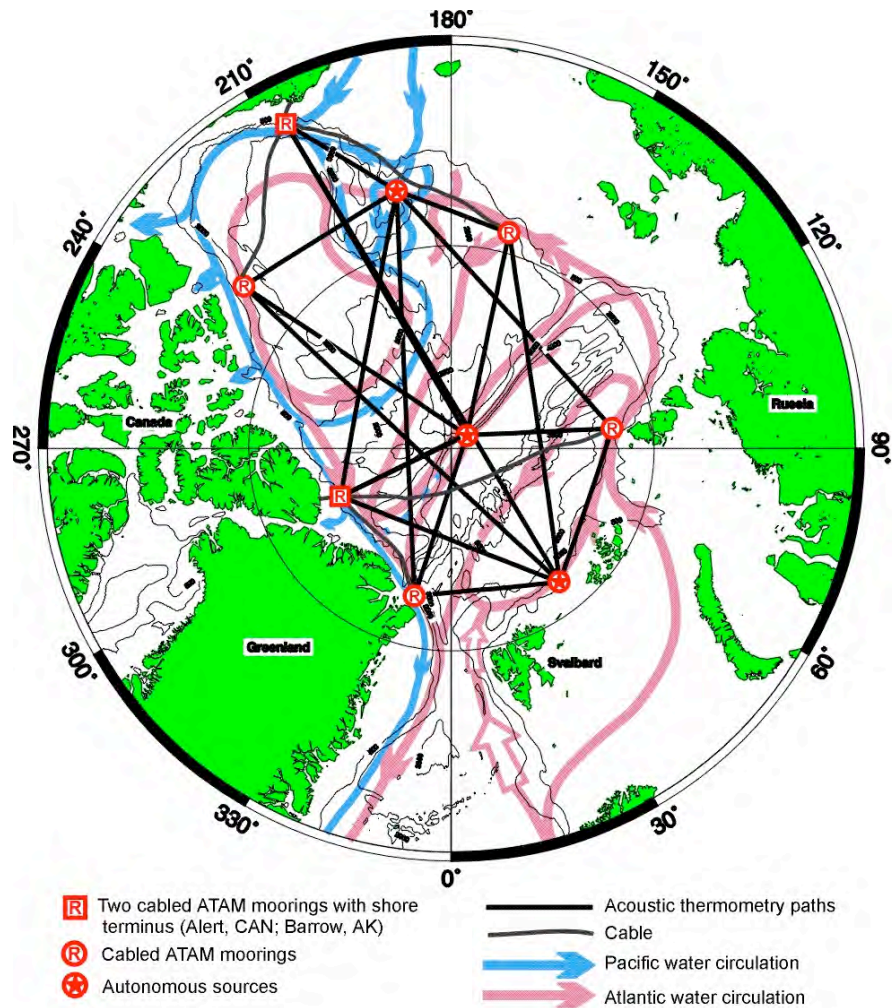 180°
210°
150°
240°
120°
Canada
Russia
270°
90°
R
R
R
R
R
R
Greenland
Svalbard
300°
60°
330°
30°
0°
R Two cabled ATAM moorings with shore
terminus (Alert, CAN; Barrow, AK)
R Cabled ATAM moorings
Autonomous sources
Acoustic thermometry paths
Cable
Pacific water circulation
Atlantic water circulation